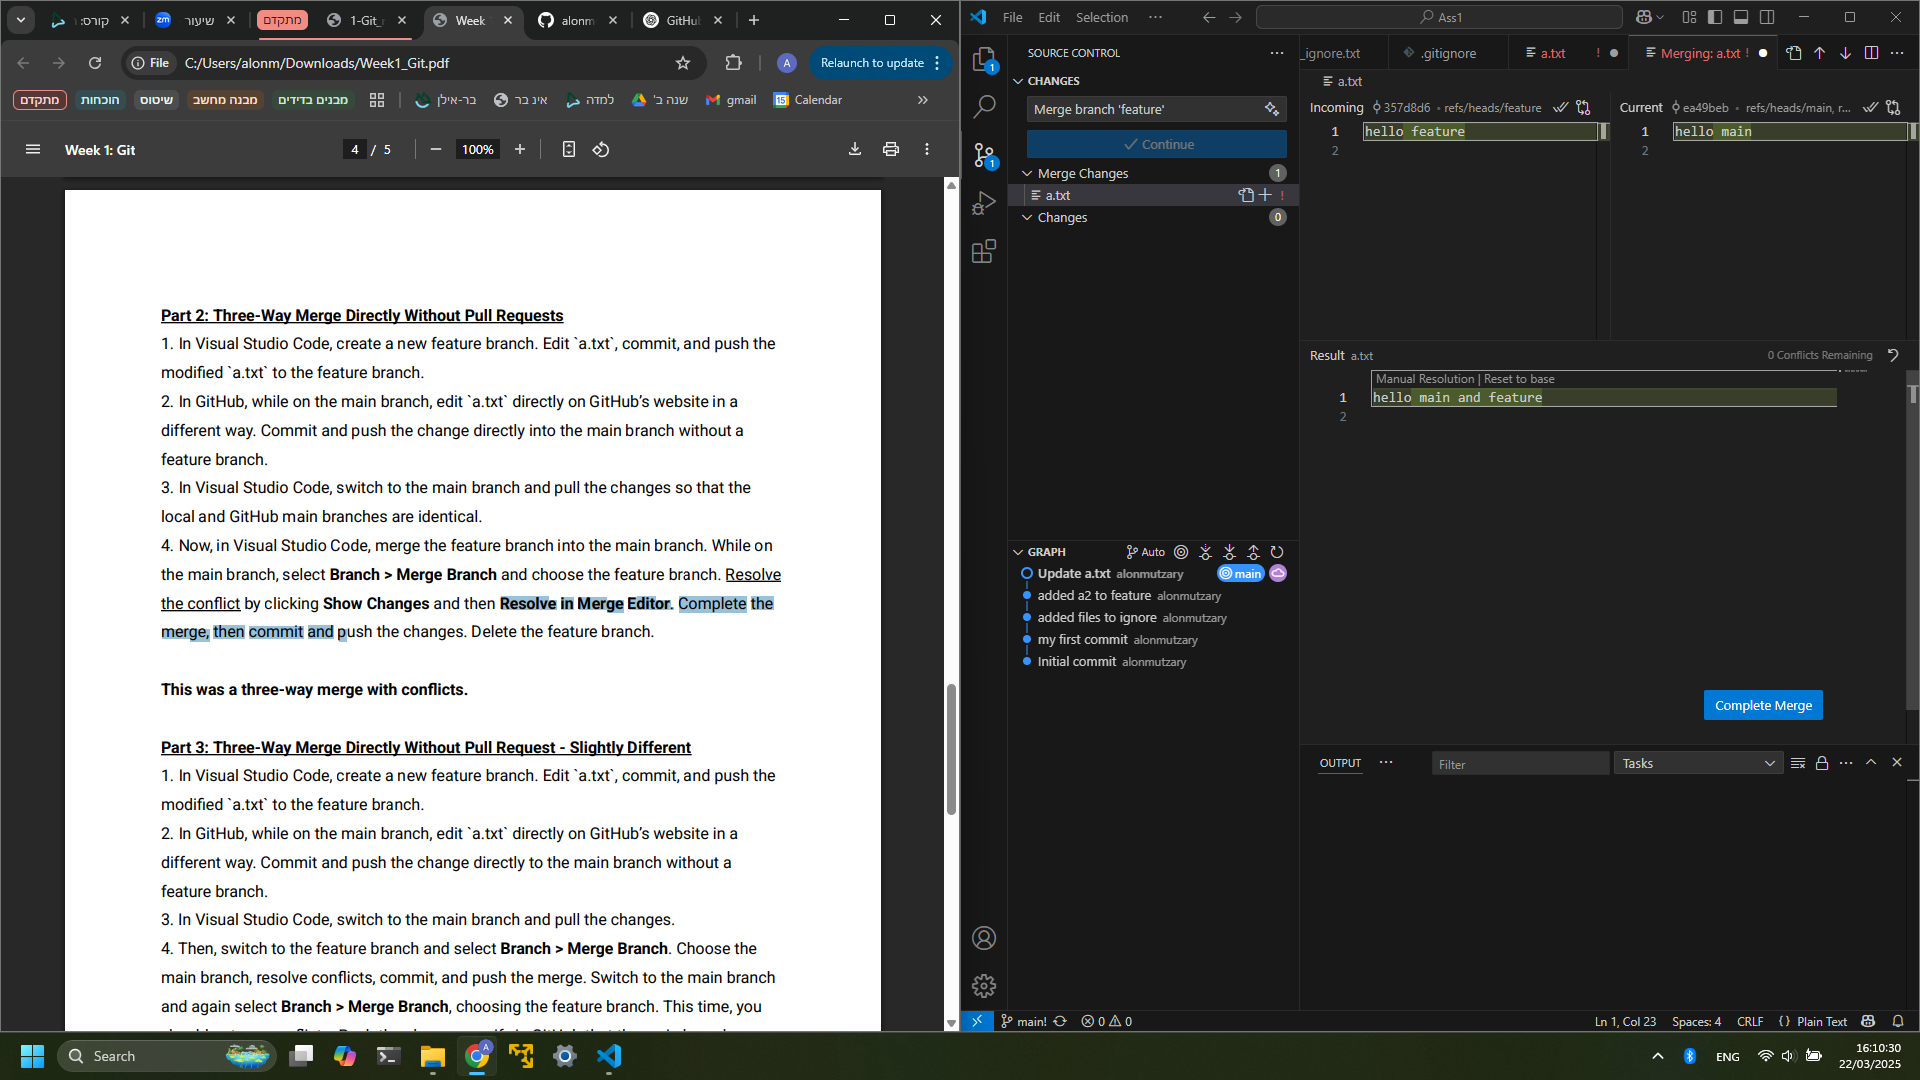 קורס:
שיעור
מתקדם
1-Git_
Week
alonm
GitHub
File
C:/Users/alonm/Downloads/Week1_Git.pdf
A
Relaunch to update
מתקדם
הוכחות
שיטוס
מבנה מחשב
מבנים בדידים
בר-אילן
אינ בר
למדה
שנה ב'
gmail
Calendar
Week 1: Git
4 / 5
100%
Part 2: Three-Way Merge Directly Without Pull Requests
1. In Visual Studio Code, create a new feature branch. Edit `a.txt`, commit, and push the
modified `a.txt` to the feature branch.
2. In GitHub, while on the main branch, edit `a.txt` directly on GitHub's website in a
different way. Commit and push the change directly into the main branch without a
feature branch.
3. In Visual Studio Code, switch to the main branch and pull the changes so that the
local and GitHub main branches are identical.
4. Now, in Visual Studio Code, merge the feature branch into the main branch. While on
the main branch, select Branch > Merge Branch and choose the feature branch. Resolve
the conflict by clicking Show Changes and then Resolve in Merge Editor. Complete the
merge, then commit and push the changes. Delete the feature branch.
This was a three-way merge with conflicts.
Part 3: Three-Way Merge Directly Without Pull Request - Slightly Different
1. In Visual Studio Code, create a new feature branch. Edit `a.txt`, commit, and push the
modified `a.txt` to the feature branch.
2. In GitHub, while on the main branch, edit `a.txt` directly on GitHub's website in a
different way. Commit and push the change directly to the main branch without a
feature branch.
3. In Visual Studio Code, switch to the main branch and pull the changes.
4. Then, switch to the feature branch and select Branch > Merge Branch. Choose the
main branch, resolve conflicts, commit, and push the merge. Switch to the main branch
and again select Branch > Merge Branch, choosing the feature branch. This time, you
File Edit Selection ···
Ass1
SOURCE CONTROL
CHANGES
Merge branch 'feature'
Continue
Merge Changes 1
a.txt !
Changes 0
GRAPH
Auto
Update a.txt alonmutzary main
added a2 to feature alonmutzary
added files to ignore alonmutzary
my first commit alonmutzary
Initial commit alonmutzary
_ignore.txt
.gitignore
a.txt !
Merging: a.txt !
a.txt
Incoming 357d8d6 • refs/heads/feature
1 hello feature
2
Current ea49beb • refs/heads/main, r...
1 hello main
2
Result a.txt
0 Conflicts Remaining
Manual Resolution | Reset to base
1 hello main and feature
2
Complete Merge
OUTPUT ···
Filter
Tasks
main!
0 0
Ln 1, Col 23
Spaces: 4
CRLF
{} Plain Text
Search
ENG
16:10:30
22/03/2025